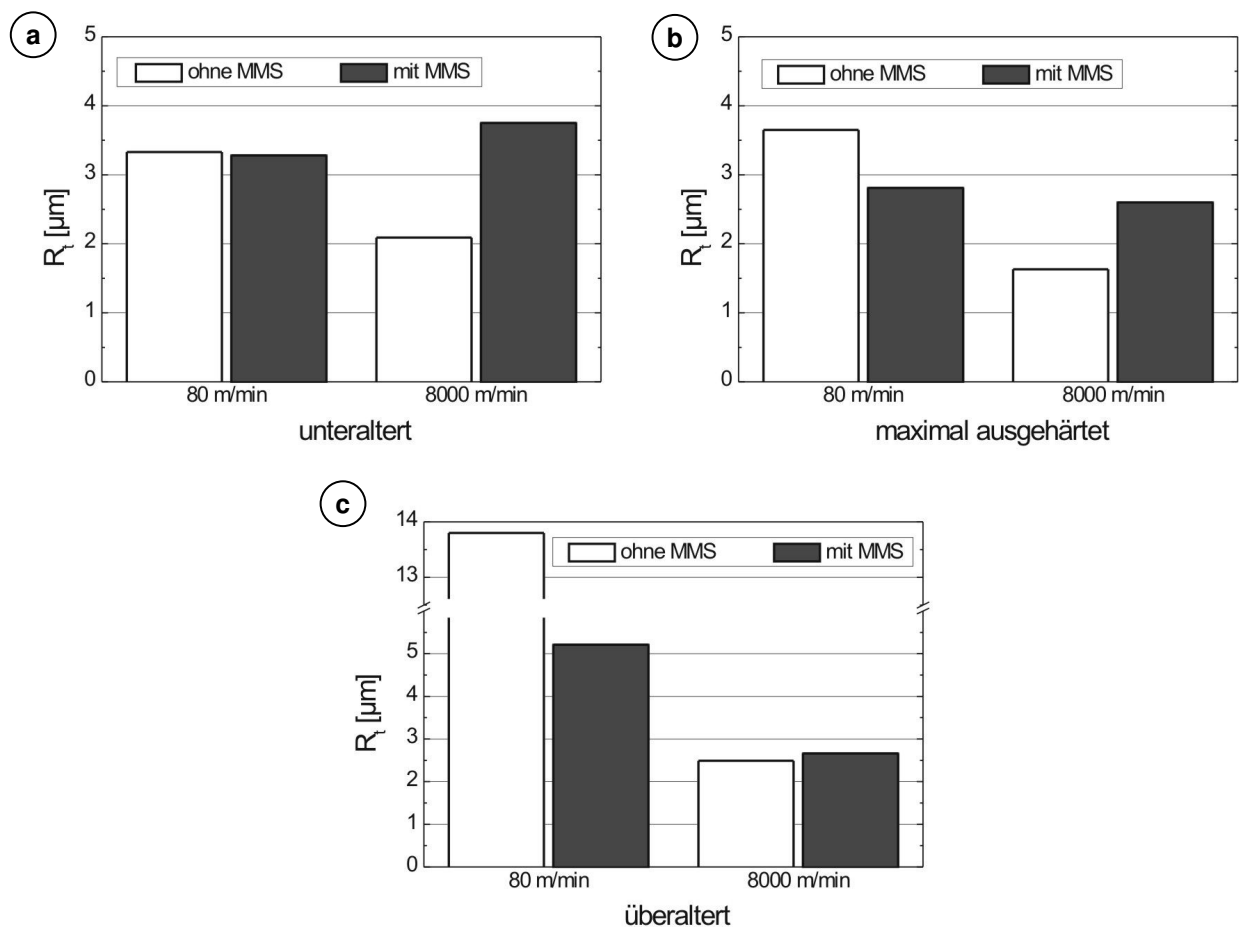 a
5
4
3
2
1
0
R_t [µm]
ohne MMS mit MMS
80 m/min 8000 m/min
unteraltert
b
5
4
3
2
1
0
R_t [µm]
ohne MMS mit MMS
80 m/min 8000 m/min
maximal ausgehärtet
c
14
13
5
4
3
2
1
0
R_t [µm]
ohne MMS mit MMS
80 m/min 8000 m/min
überaltert